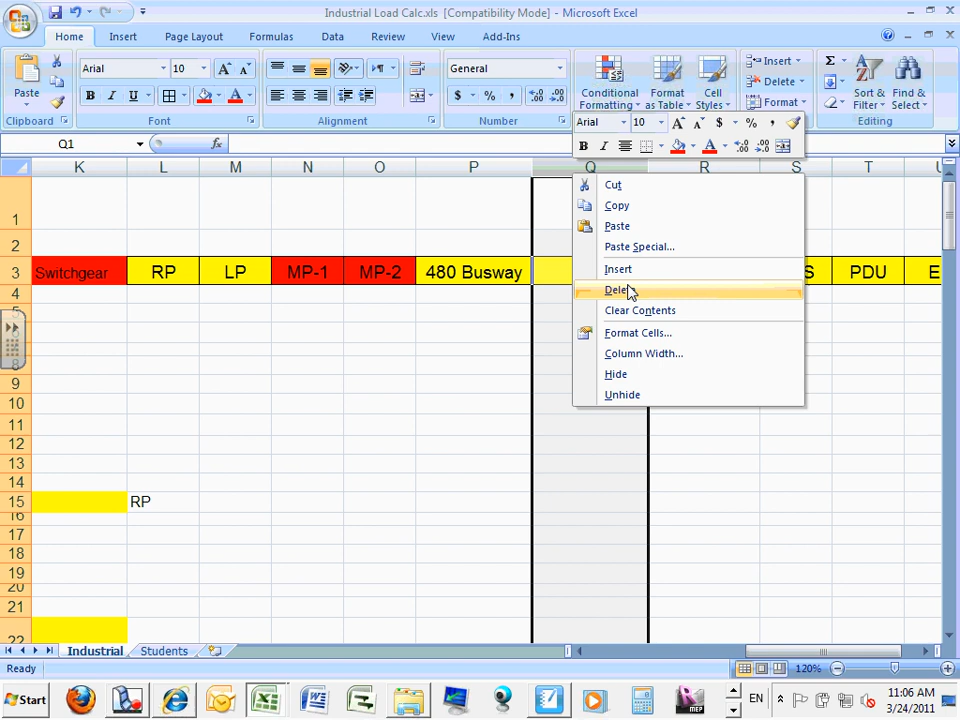 Industrial Load Calc.xls [Compatibility Mode] - Microsoft Excel
Home Insert Page Layout Formulas Data Review View Add-Ins
Paste Arial 10 General Conditional Formatting Format as Table Cell Styles Insert Delete Format Sort & Filter Find & Select
Clipboard Font Alignment Number Editing
Arial 10
Q1
K L M N O P Q R S T
1
2
3 Switchgear RP LP MP-1 MP-2 480 Busway S PDU E
4
5
8
9
10
11
12
13
14
15 RP
16
17
18
19
20
21
22
Cut
Copy
Paste
Paste Special...
Insert
Delete
Clear Contents
Format Cells...
Column Width...
Hide
Unhide
Industrial Students
Ready 120%
Start MEP EN 11:06 AM
3/24/2011